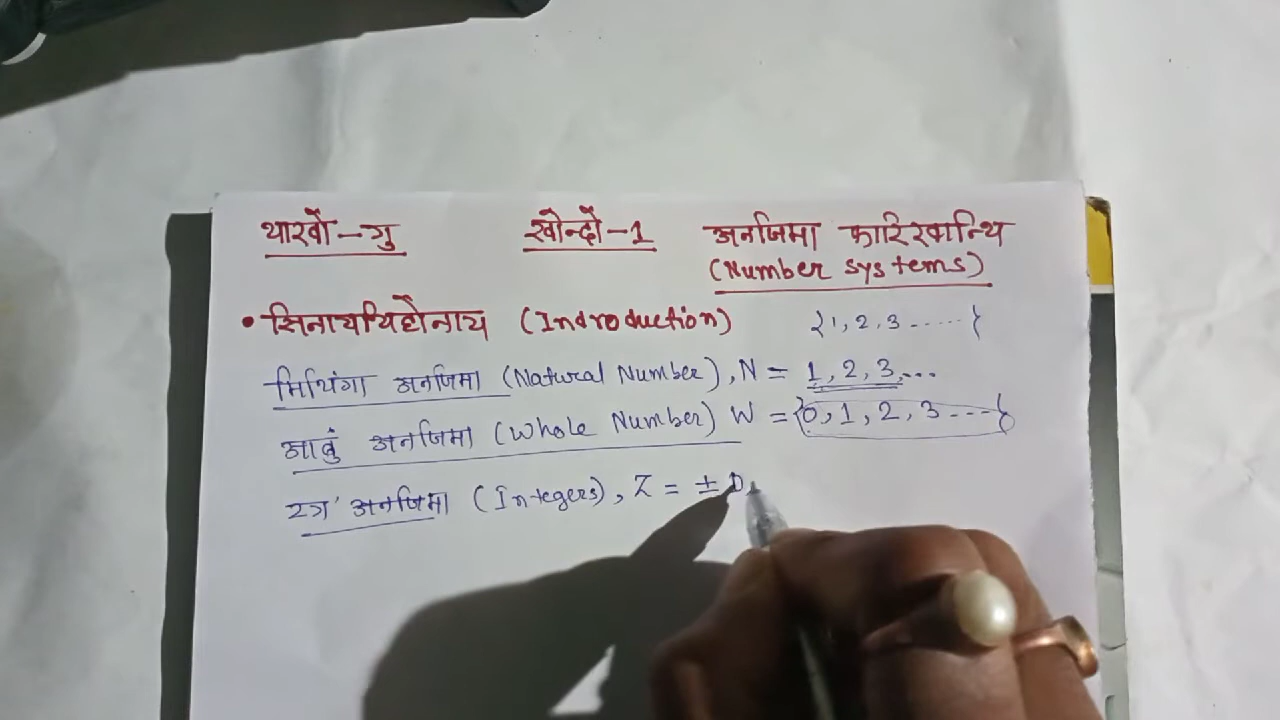 थाखो-गु खोन्दो-1 अनजिमा कारिखान्थि
(Number systems)
• सिनायथिहोनाय (Introduction) {1, 2, 3 ......}
मिथिंगा अनजिमा (Natural Number), N = 1, 2, 3, ...
आबुं अनजिमा (Whole Number) W = {0, 1, 2, 3 ....}
अनजिमा (Integers), Z = ± 0,